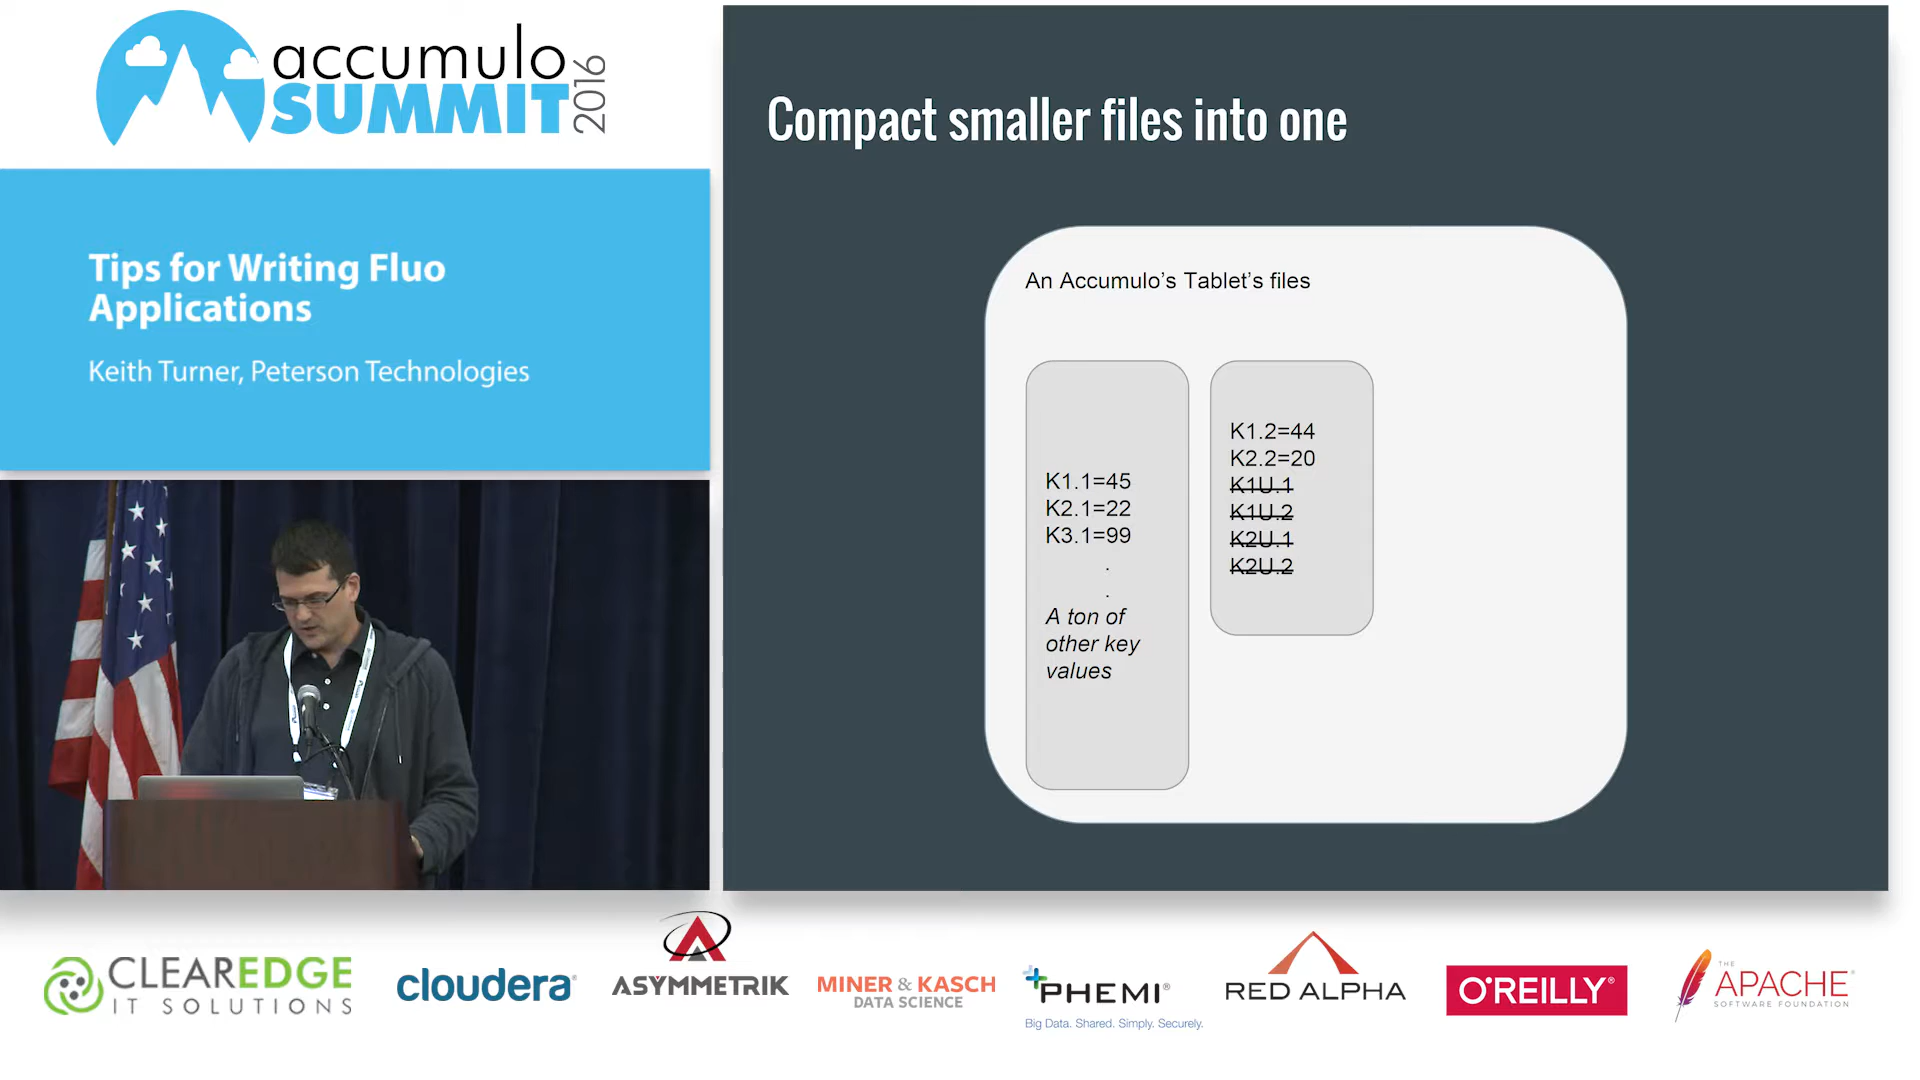 accumulo
SUMMIT
2016
Tips for Writing Fluo
Applications
Keith Turner, Peterson Technologies
Compact smaller files into one
An Accumulo’s Tablet’s files
K1.1=45
K2.1=22
K3.1=99
.
.
A ton of
other key
values
K1.2=44
K2.2=20
K1U.1
K1U.2
K2U.1
K2U.2
CLEAREDGE
IT SOLUTIONS
cloudera®
ASYMMETRIK
MINER & KASCH
DATA SCIENCE
PHEMI®
Big Data. Shared. Simply. Securely.
RED ALPHA
O'REILLY®
THE
APACHE®
SOFTWARE FOUNDATION